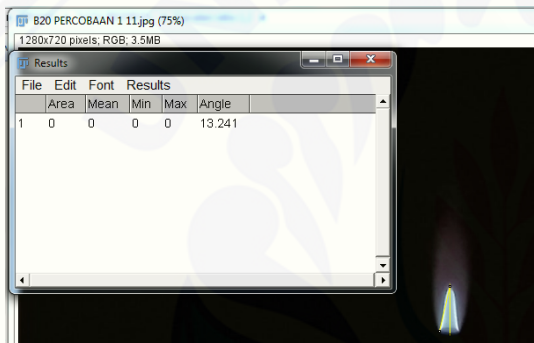 B20 PERCOBAAN 1 11.jpg (75%)
1280x720 pixels; RGB; 3.5MB
Results
File Edit Font Results
Area Mean Min Max Angle
1 0 0 0 0 13.241